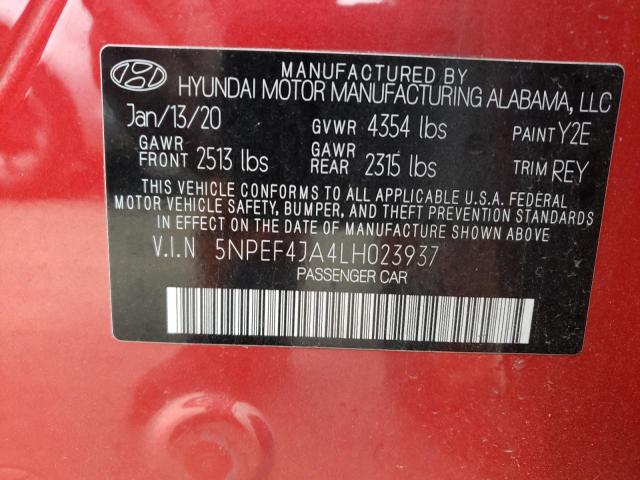 MANUFACTURED BY
HYUNDAI MOTOR MANUFACTURING ALABAMA, LLC
Jan/13/20 GVWR 4354 lbs PAINT Y2E
GAWR FRONT 2513 lbs GAWR REAR 2315 lbs TRIM REY
THIS VEHICLE CONFORMS TO ALL APPLICABLE U.S.A. FEDERAL
MOTOR VEHICLE SAFETY, BUMPER, AND THEFT PREVENTION STANDARDS
IN EFFECT ON THE DATE OF MANUFACTURE SHOWN ABOVE.
V.I.N 5NPEF4JA4LH023937
PASSENGER CAR